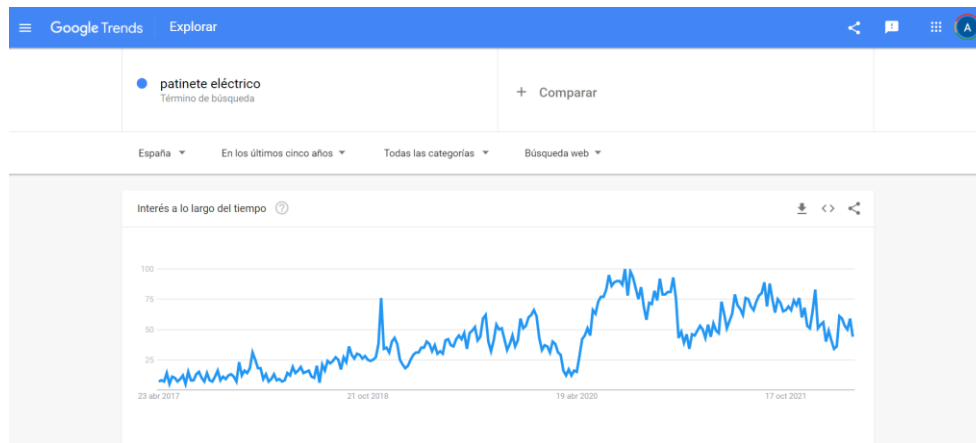 Google Trends Explorar A
patinete eléctrico
Término de búsqueda
+ Comparar
España En los últimos cinco años Todas las categorías Búsqueda web
Interés a lo largo del tiempo
100
75
50
25
23 abr 2017 21 oct 2018 19 abr 2020 17 oct 2021